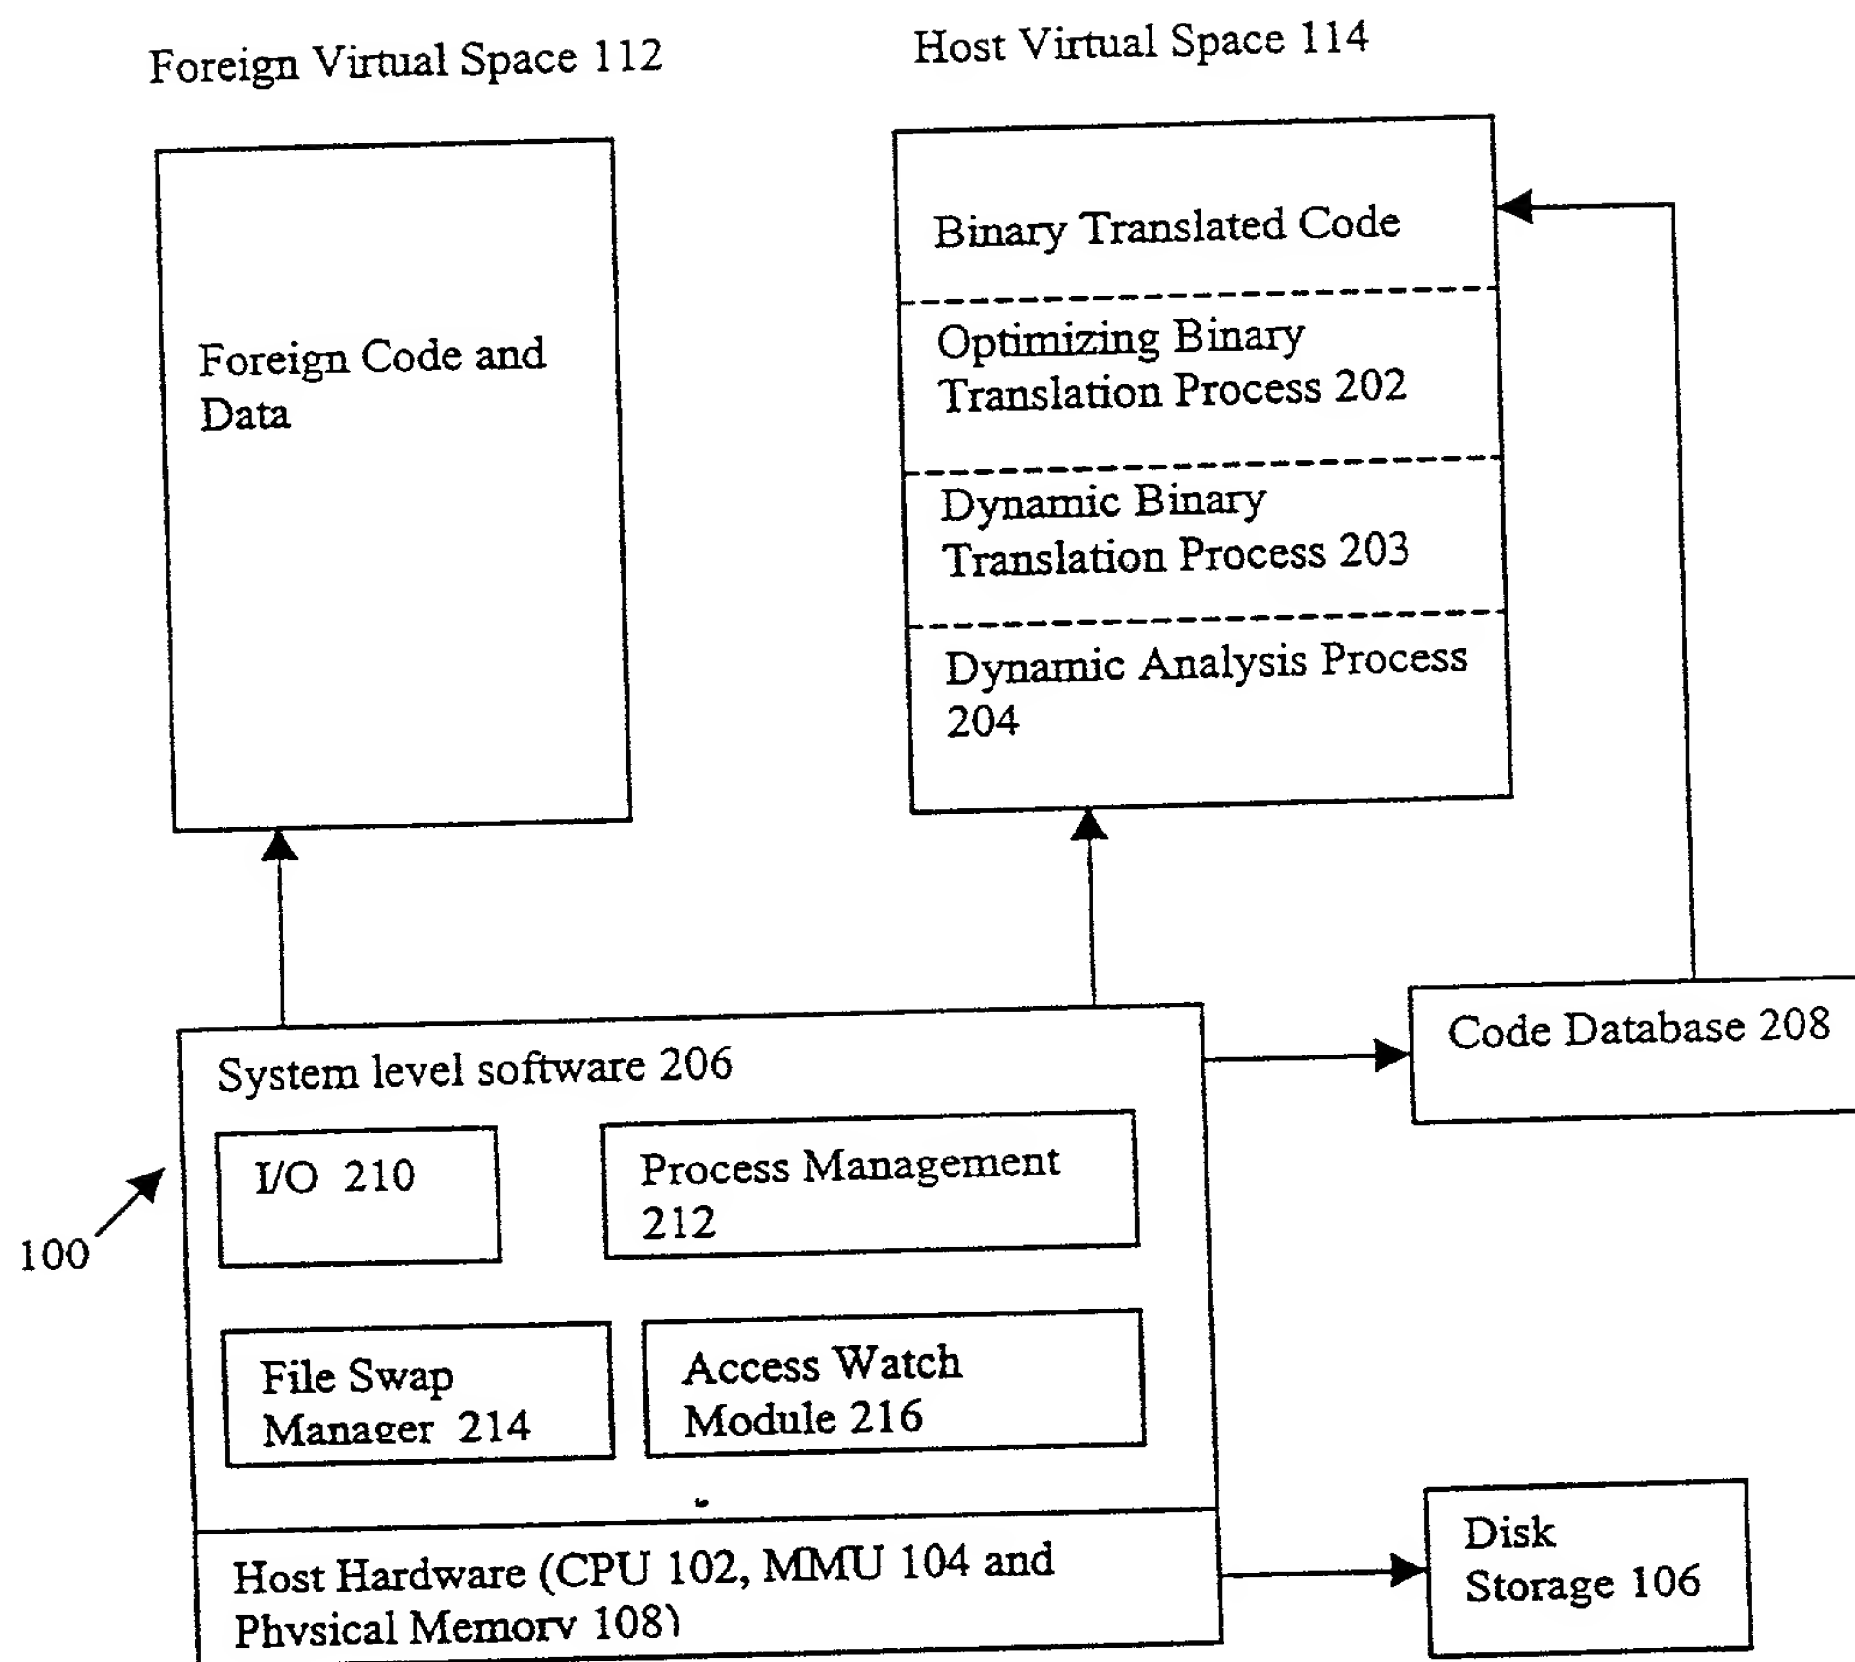 Foreign Virtual Space 112
Host Virtual Space 114
Foreign Code and
Data
Binary Translated Code
Optimizing Binary
Translation Process 202
Dynamic Binary
Translation Process 203
Dynamic Analysis Process
204
System level software 206
Code Database 208
I/O 210
Process Management
212
100
File Swap
Manager 214
Access Watch
Module 216
Host Hardware (CPU 102, MMU 104 and
Physical Memory 108)
Disk
Storage 106